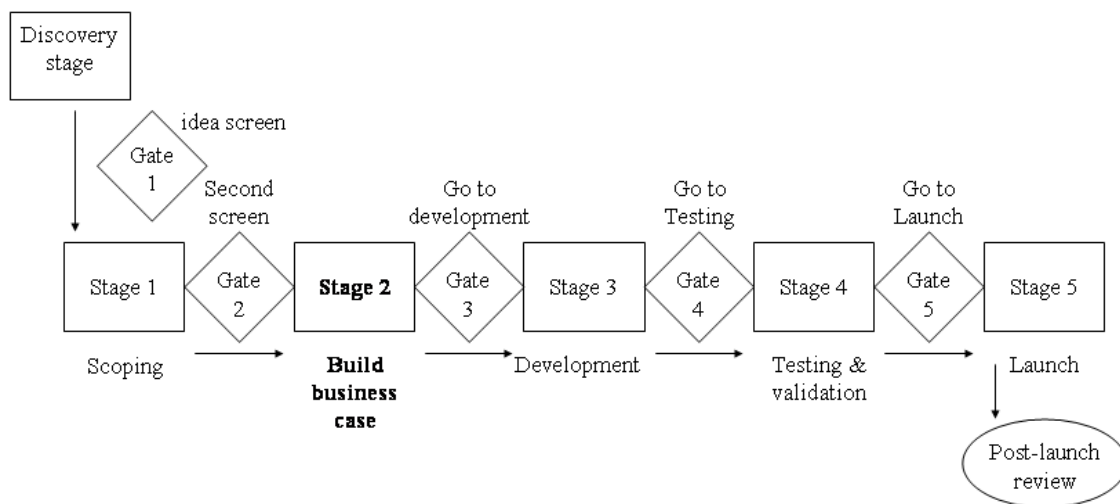 Discovery
stage
idea screen
Gate
1
Second
screen
Go to
development
Go to
Testing
Go to
Launch
Stage 1
Gate
2
Stage 2
Gate
3
Stage 3
Gate
4
Stage 4
Gate
5
Stage 5
Scoping
Build
business
case
Development
Testing &
validation
Launch
Post-launch
review